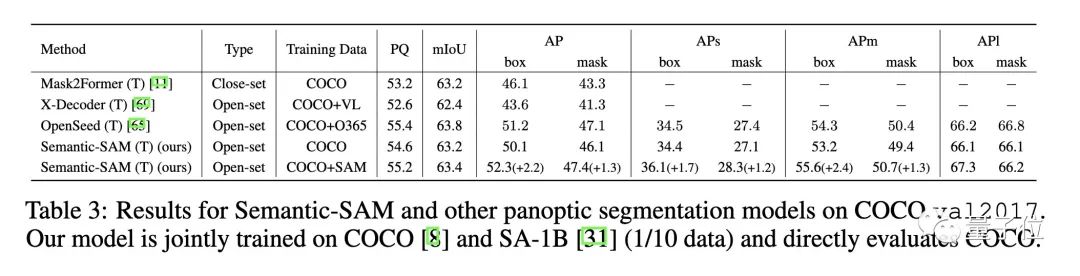 Method Type Training Data PQ mIoU AP APs APm APl
box mask box mask box mask box mask
Mask2Former (T) [11] Close-set COCO 53.2 63.2 46.1 43.3 — — — — — —
X-Decoder (T) [69] Open-set COCO+VL 52.6 62.4 43.6 41.3 — — — — — —
OpenSeed (T) [65] Open-set COCO+O365 55.4 63.8 51.2 47.1 34.5 27.4 54.3 50.4 66.2 66.8
Semantic-SAM (T) (ours) Open-set COCO 54.6 63.2 50.1 46.1 34.4 27.1 53.2 49.4 66.1 66.1
Semantic-SAM (T) (ours) Open-set COCO+SAM 55.2 63.4 52.3(+2.2) 47.4(+1.3) 36.1(+1.7) 28.3(+1.2) 55.6(+2.4) 50.7(+1.3) 67.3 66.2
Table 3: Results for Semantic-SAM and other panoptic segmentation models on COCO val2017.
Our model is jointly trained on COCO [8] and SA-1B [31] (1/10 data) and directly evaluates COCO.
量子位